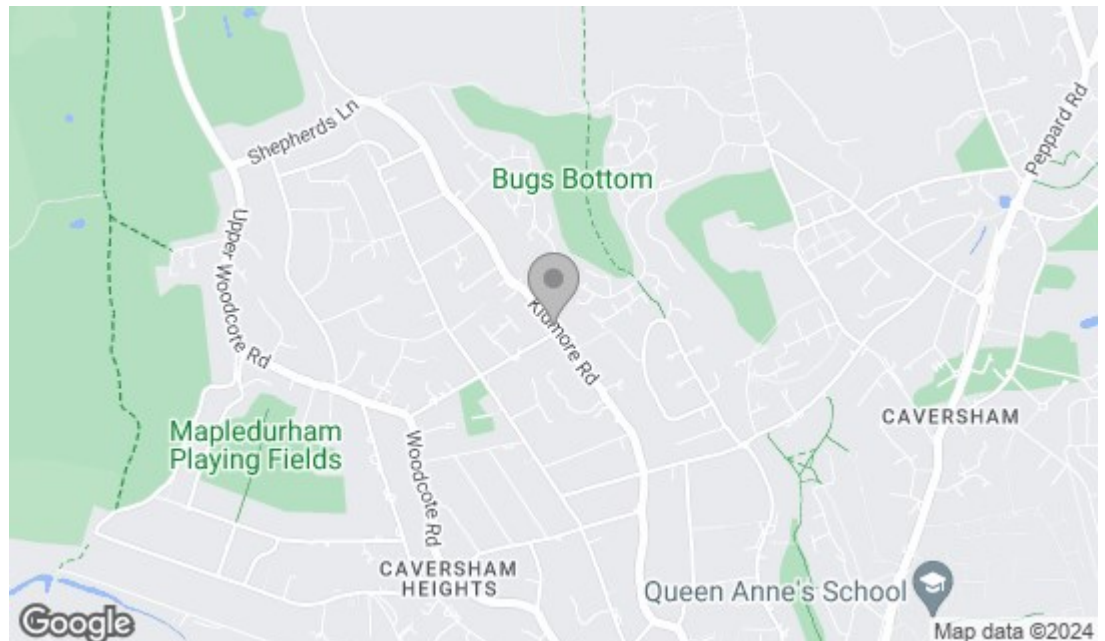 Shepherds Ln
Peppard Rd
Bugs Bottom
Upper Woodcote Rd
Kidmore Rd
Mapledurham
Playing Fields
Woodcote Rd
CAVERSHAM
CAVERSHAM
HEIGHTS
Queen Anne's School
Google
Map data ©2024